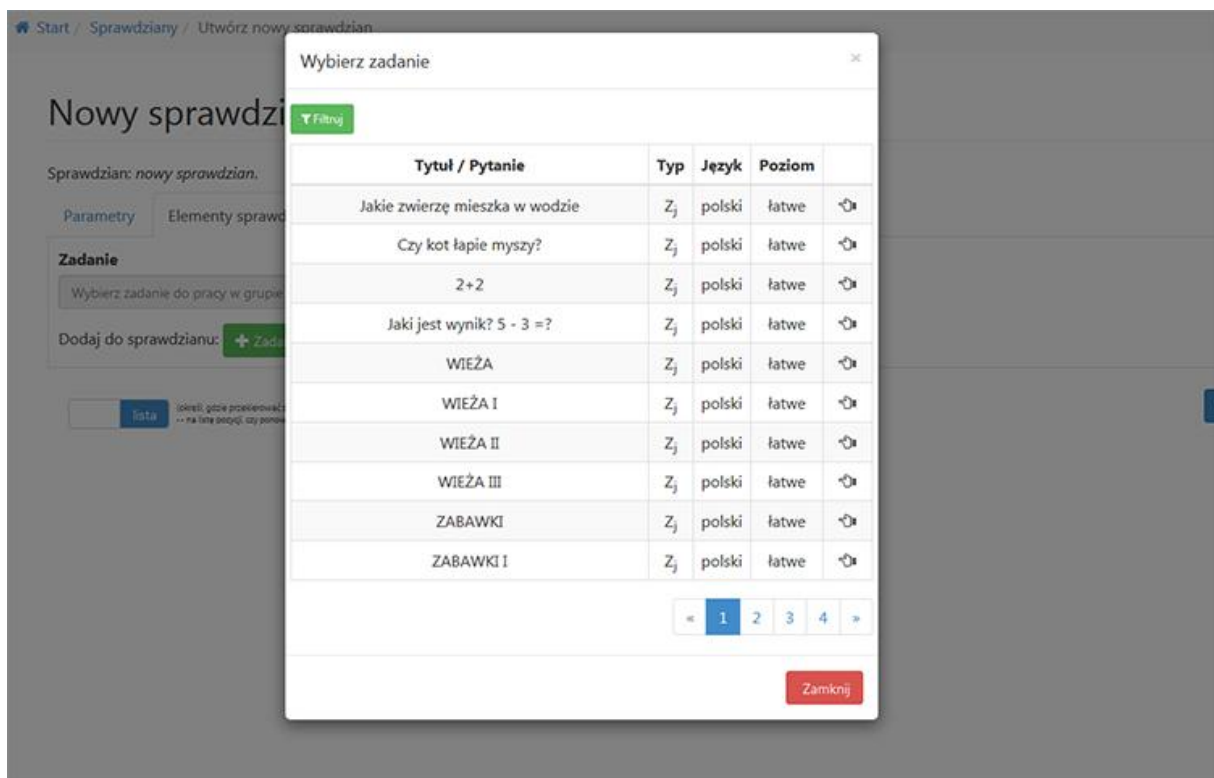 Start / Sprawdziany / Utwórz nowy sprawdzian
Wybierz zadanie ×
Nowy sprawdzi
Filtruj
Sprawdzian: nowy sprawdzian.
Parametry Elementy sprawd
Zadanie
Wybierz zadanie do pracy w grupie
Dodaj do sprawdzianu: + Zada
lista
Tytuł / Pytanie Typ Język Poziom
Jakie zwierzę mieszka w wodzie Zj polski łatwe
Czy kot łapie myszy? Zj polski łatwe
2+2 Zj polski łatwe
Jaki jest wynik? 5 - 3 =? Zj polski łatwe
WIEŻA Zj polski łatwe
WIEŻA I Zj polski łatwe
WIEŻA II Zj polski łatwe
WIEŻA III Zj polski łatwe
ZABAWKI Zj polski łatwe
ZABAWKI I Zj polski łatwe
« 1 2 3 4 »
Zamknij